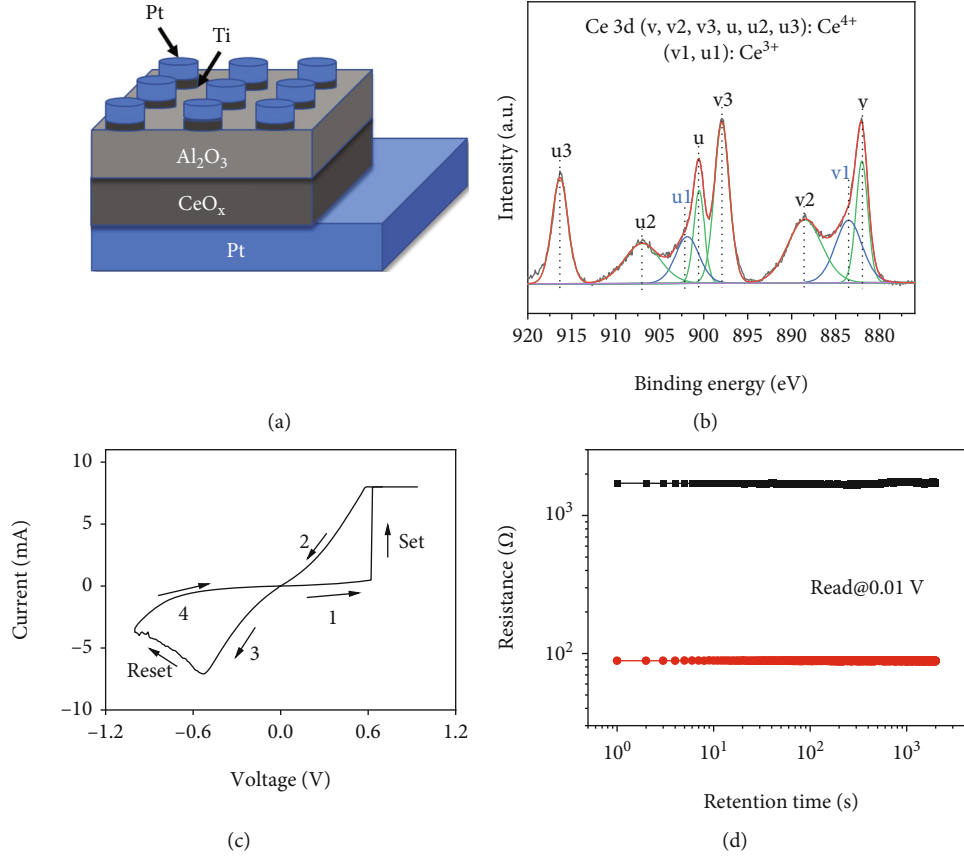 Pt
Ti
Al₂O₃
CeOₓ
Pt
(a)
Ce 3d (v, v2, v3, u, u2, u3): Ce⁴⁺
(v1, u1): Ce³⁺
u3
u2
u1
u
v3
v2
v1
v
Intensity (a.u.)
920 915 910 905 900 895 890 885 880
Binding energy (eV)
(b)
10
5
0
−5
−10
Current (mA)
2
Set
1
4
3
Reset
−1.2 −0.6 0.0 0.6 1.2
Voltage (V)
(c)
10³
10²
Resistance (Ω)
Read@0.01 V
10⁰ 10¹ 10² 10³
Retention time (s)
(d)